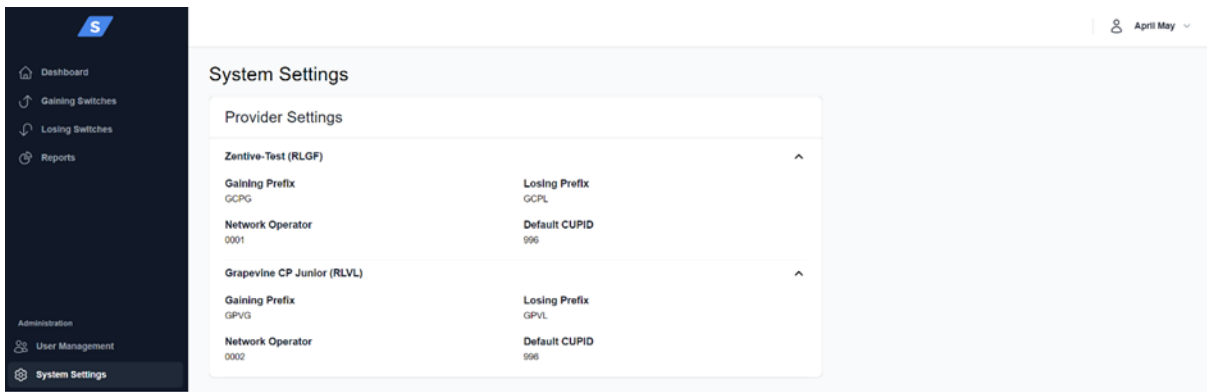 S
April May
Dashboard
Gaining Switches
Losing Switches
Reports
Administration
User Management
System Settings
System Settings
Provider Settings
Zentive-Test (RLGF)
Gaining Prefix
Losing Prefix
GCPG
GCPL
Network Operator
Default CUPID
0001
996
Grapevine CP Junior (RLVL)
Gaining Prefix
Losing Prefix
GPVG
GPVL
Network Operator
Default CUPID
0002
996